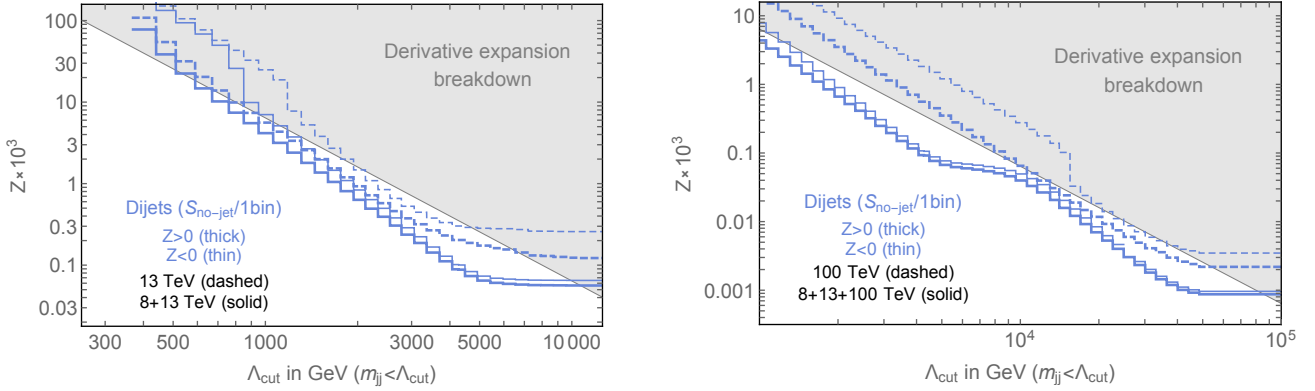 100
30
10
3
1
0.3
0.1
0.03
Z×10³
Derivative expansion
breakdown
Dijets (S_no-jet/1bin)
Z>0 (thick)
Z<0 (thin)
13 TeV (dashed)
8+13 TeV (solid)
300 500 1000 2000 3000 5000 10000
Λ_cut in GeV (m_jj<Λ_cut)
10
1
0.1
0.01
0.001
Z×10³
Derivative expansion
breakdown
Dijets (S_no-jet/1bin)
Z>0 (thick)
Z<0 (thin)
100 TeV (dashed)
8+13+100 TeV (solid)
10⁴ 10⁵
Λ_cut in GeV (m_jj<Λ_cut)